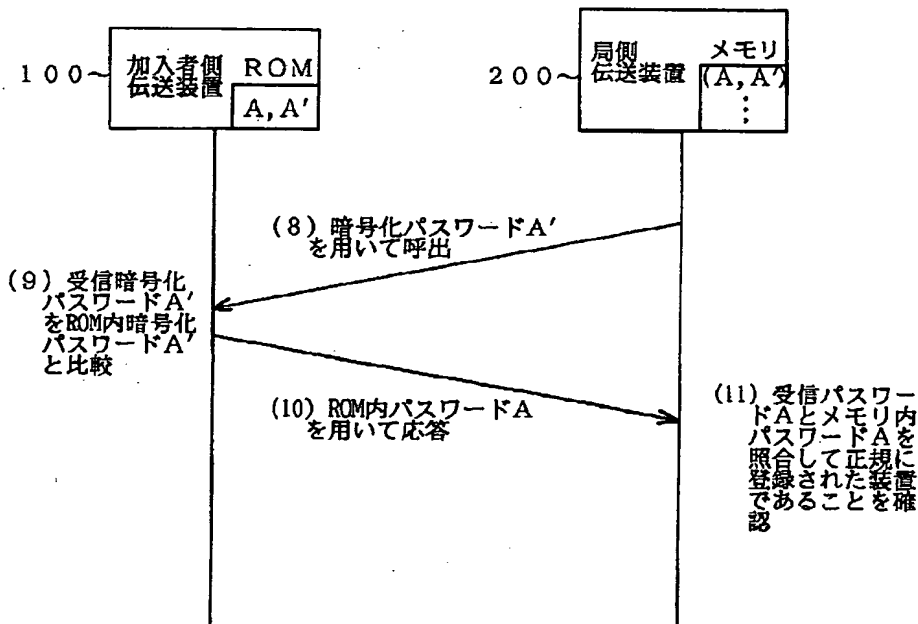 100~
加入者側
伝送装置
ROM
A, A′
200~
局側
伝送装置
メモリ
(A, A′)
⋮
(8) 暗号化パスワードA′
を用いて呼出
(9) 受信暗号化
パスワードA′
をROM内暗号化
パスワードA′
と比較
(10) ROM内パスワードA
を用いて応答
(11) 受信パスワー
ドAとメモリ内
パスワードAを
照合して正規に
登録された装置
であることを確
認